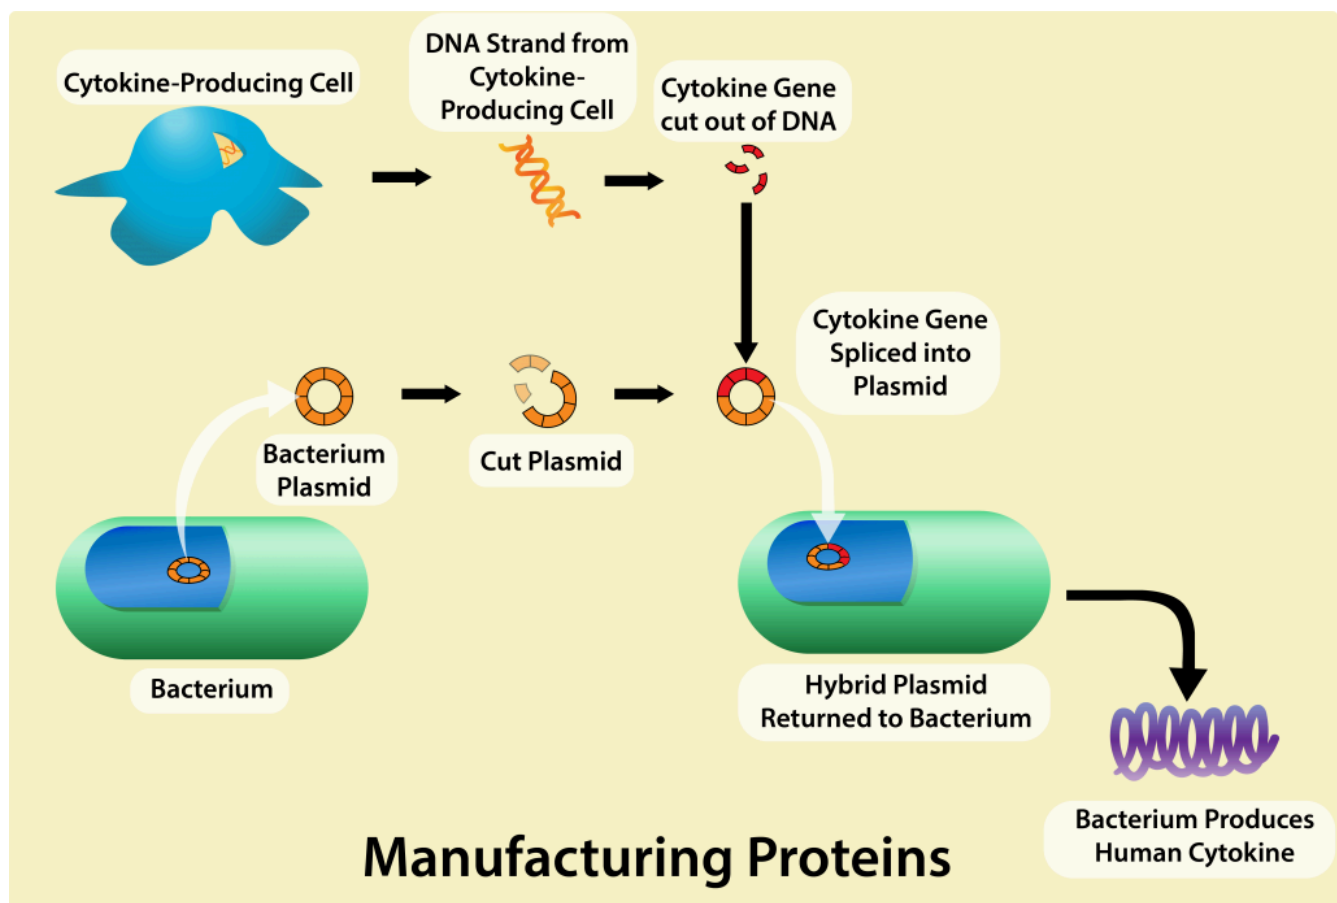 Cytokine-Producing Cell
DNA Strand from
Cytokine-
Producing Cell
Cytokine Gene
cut out of DNA
Cytokine Gene
Spliced into
Plasmid
Bacterium
Plasmid
Cut Plasmid
Bacterium
Hybrid Plasmid
Returned to Bacterium
Bacterium Produces
Human Cytokine
Manufacturing Proteins